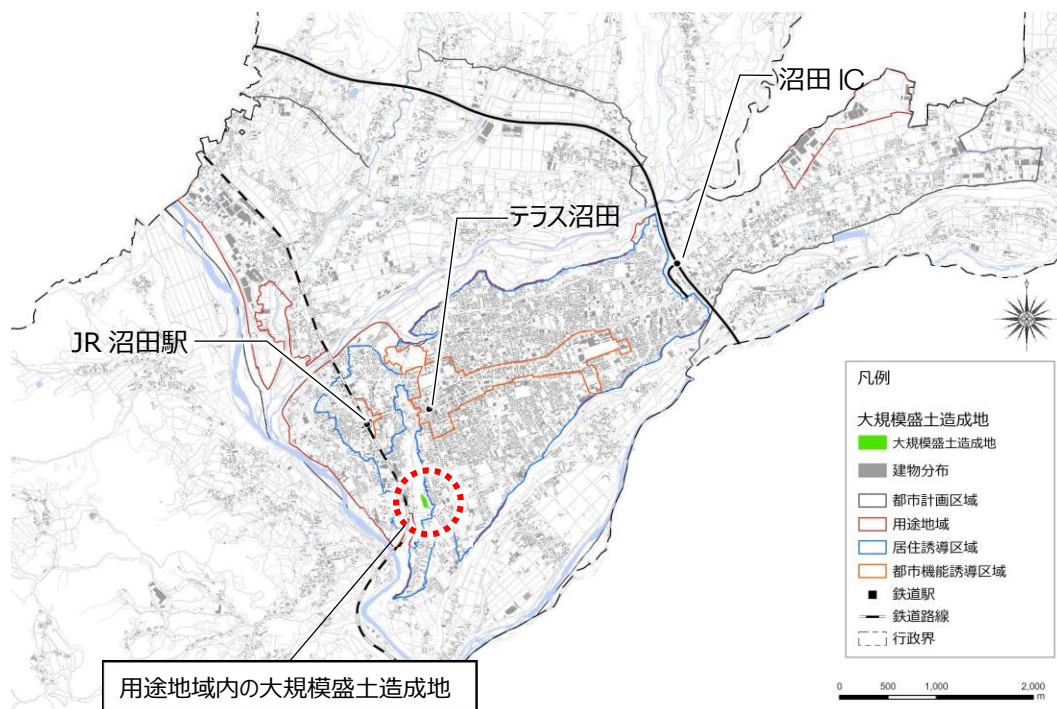 沼田 IC
テラス沼田
JR 沼田駅
凡例
大規模盛土造成地
大規模盛土造成地
建物分布
都市計画区域
用途地域
居住誘導区域
都市機能誘導区域
鉄道駅
鉄道路線
行政界
用途地域内の大規模盛土造成地
0 500 1,000 2,000
m